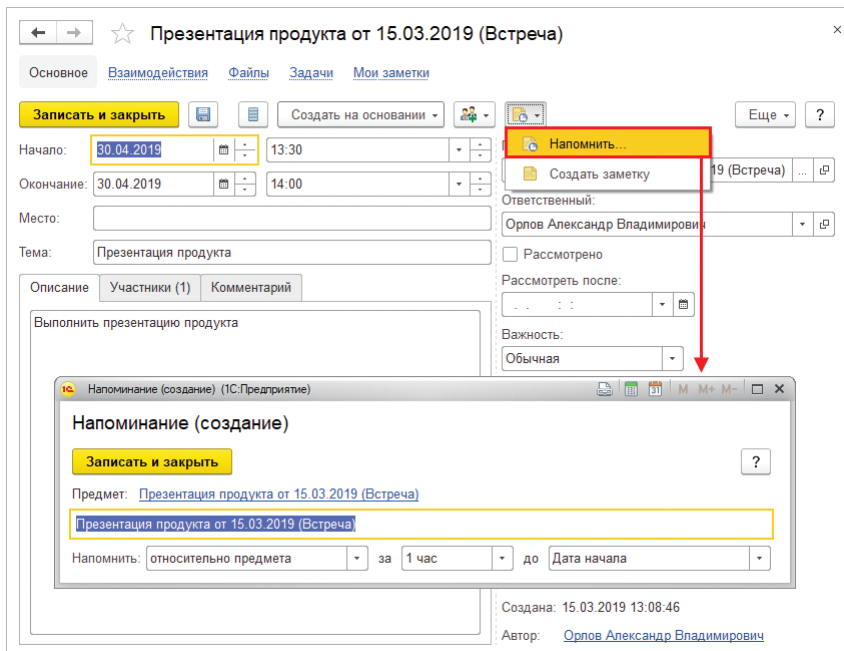 Презентация продукта от 15.03.2019 (Встреча)
Основное Взаимодействия Файлы Задачи Мои заметки
Записать и закрыть Создать на основании Еще ?
Начало: 30.04.2019 13:30
Напомнить...
Создать заметку
19 (Встреча) ...
Окончание: 30.04.2019 14:00
Ответственный:
Место:
Орлов Александр Владимирович
Тема: Презентация продукта
Рассмотрено
Описание Участники (1) Комментарий
Рассмотреть после:
. . : :
Выполнить презентацию продукта
Важность:
Обычная
1С Напоминание (создание) (1С:Предприятие) 31 M M+ M-
Напоминание (создание)
Записать и закрыть ?
Предмет: Презентация продукта от 15.03.2019 (Встреча)
Презентация продукта от 15.03.2019 (Встреча)
Напомнить: относительно предмета за 1 час до Дата начала
Создана: 15.03.2019 13:08:46
Автор: Орлов Александр Владимирович